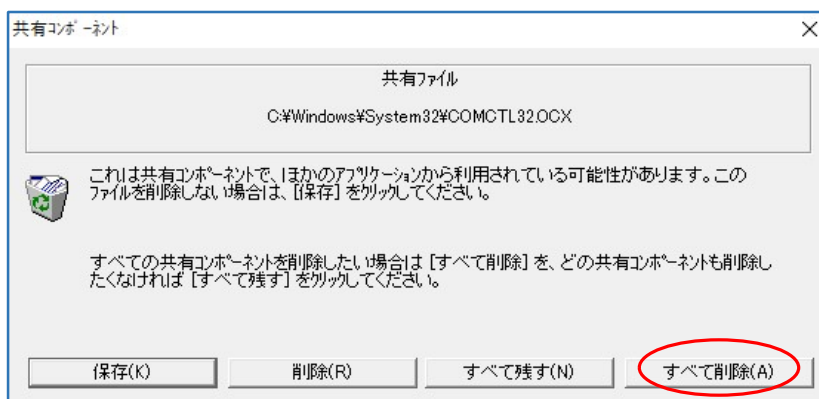 共有ｺﾝﾎﾟｰﾈﾝﾄ
共有ﾌｧｲﾙ
C:¥Windows¥System32¥COMCTL32.OCX
これは共有ｺﾝﾎﾟｰﾈﾝﾄで、ほかのｱﾌﾟﾘｹｰｼｮﾝから利用されている可能性があります。この
ﾌｧｲﾙを削除しない場合は、[保存] をｸﾘｯｸしてください。
すべての共有ｺﾝﾎﾟｰﾈﾝﾄを削除したい場合は [すべて削除] を、どの共有ｺﾝﾎﾟｰﾈﾝﾄも削除し
たくなければ [すべて残す] をｸﾘｯｸしてください。
保存(K) 削除(R) すべて残す(N) すべて削除(A)